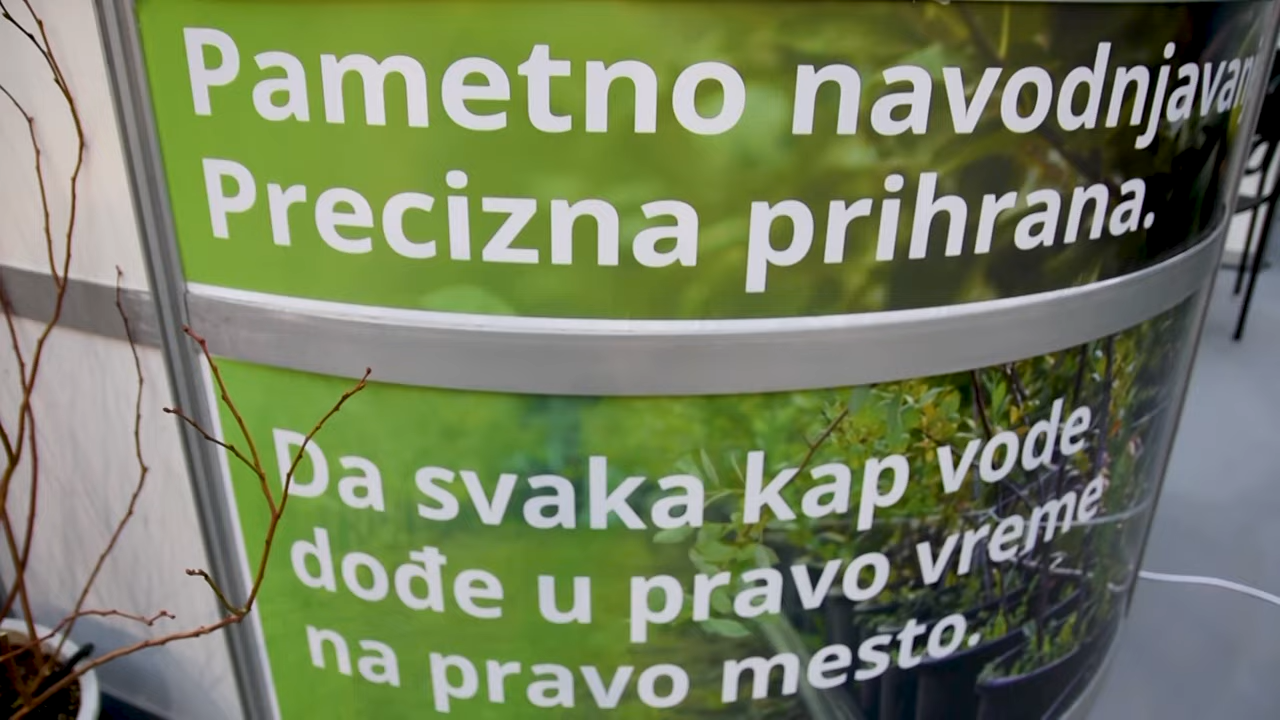 Pametno navodnjavan
Precizna prihrana.
Da svaka kap vode
dođe u pravo vreme
na pravo mesto.